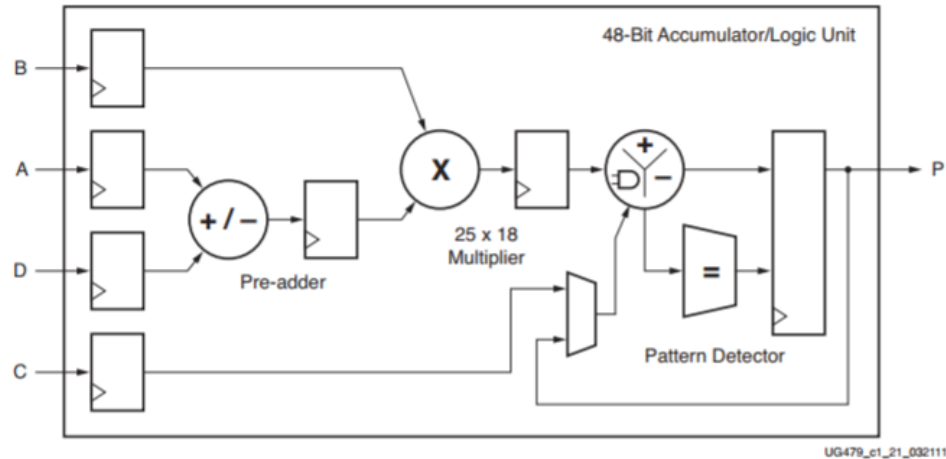 48-Bit Accumulator/Logic Unit
B
A
+ / −
D
Pre-adder
X
25 x 18
Multiplier
+
−
=
Pattern Detector
P
C
UG479_c1_21_032111